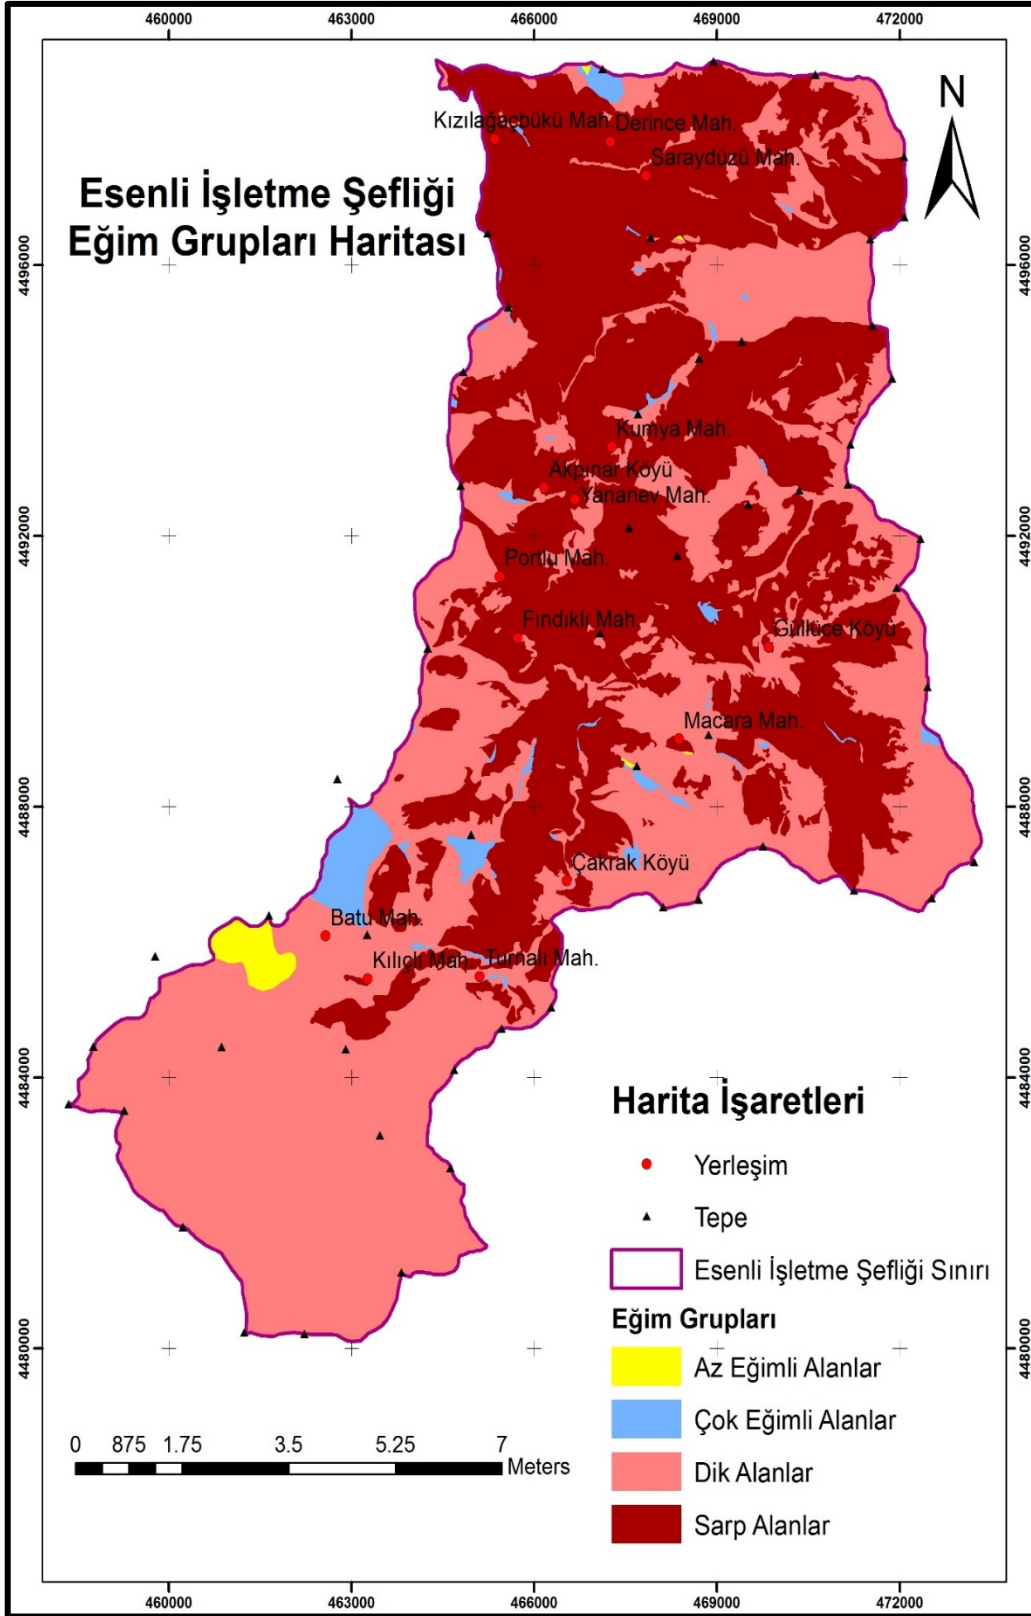 460000 463000 466000 469000 472000
Esenli İşletme Şefliği
Eğim Grupları Haritası
N
Kızılağaçbükü Mah.
Derince Mah.
Saraydüzü Mah.
4496000
4496000
Kumya Mah.
Akpınar Köyü
Yananev Mah.
4492000
4492000
Portlu Mah.
Fındıklı Mah.
Güllüce Köyü
Macara Mah.
4488000
4488000
Çakrak Köyü
Batu Mah.
Kılıçlı Mah.
Turnalı Mah.
4484000
4484000
Harita İşaretleri
Yerleşim
Tepe
Esenli İşletme Şefliği Sınırı
Eğim Grupları
4480000
4480000
Az Eğimli Alanlar
Çok Eğimli Alanlar
Dik Alanlar
Sarp Alanlar
0 875 1.75 3.5 5.25 7
Meters
460000 463000 466000 469000 472000